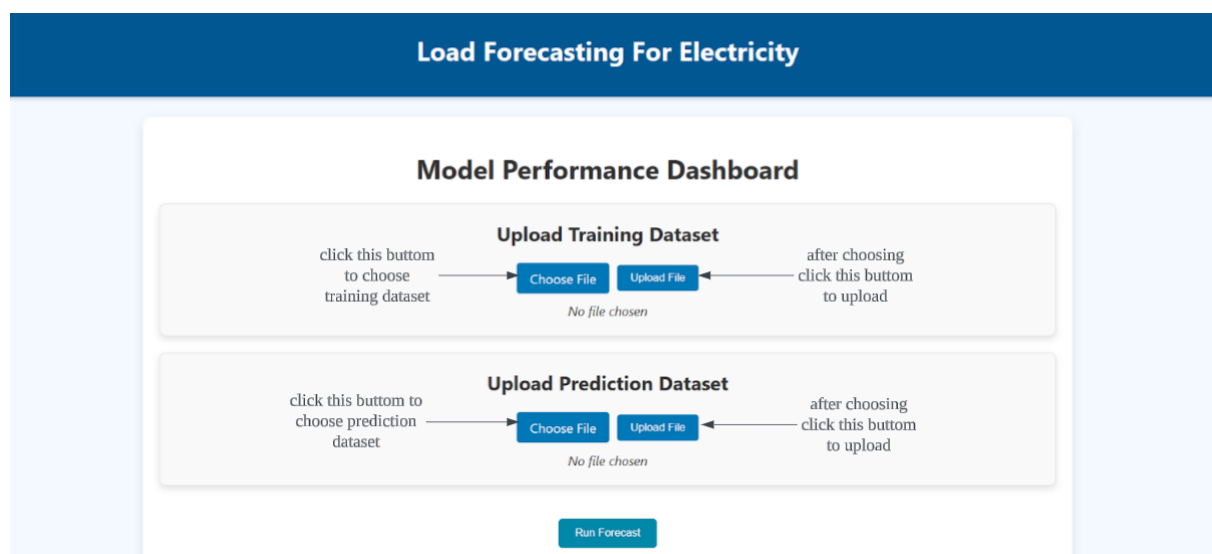 Load Forecasting For Electricity
Model Performance Dashboard
Upload Training Dataset
click this buttom
to choose
training dataset
Choose File
Upload File
after choosing
click this buttom
to upload
No file chosen
Upload Prediction Dataset
click this buttom to
choose prediction
dataset
Choose File
Upload File
after choosing
click this buttom
to upload
No file chosen
Run Forecast